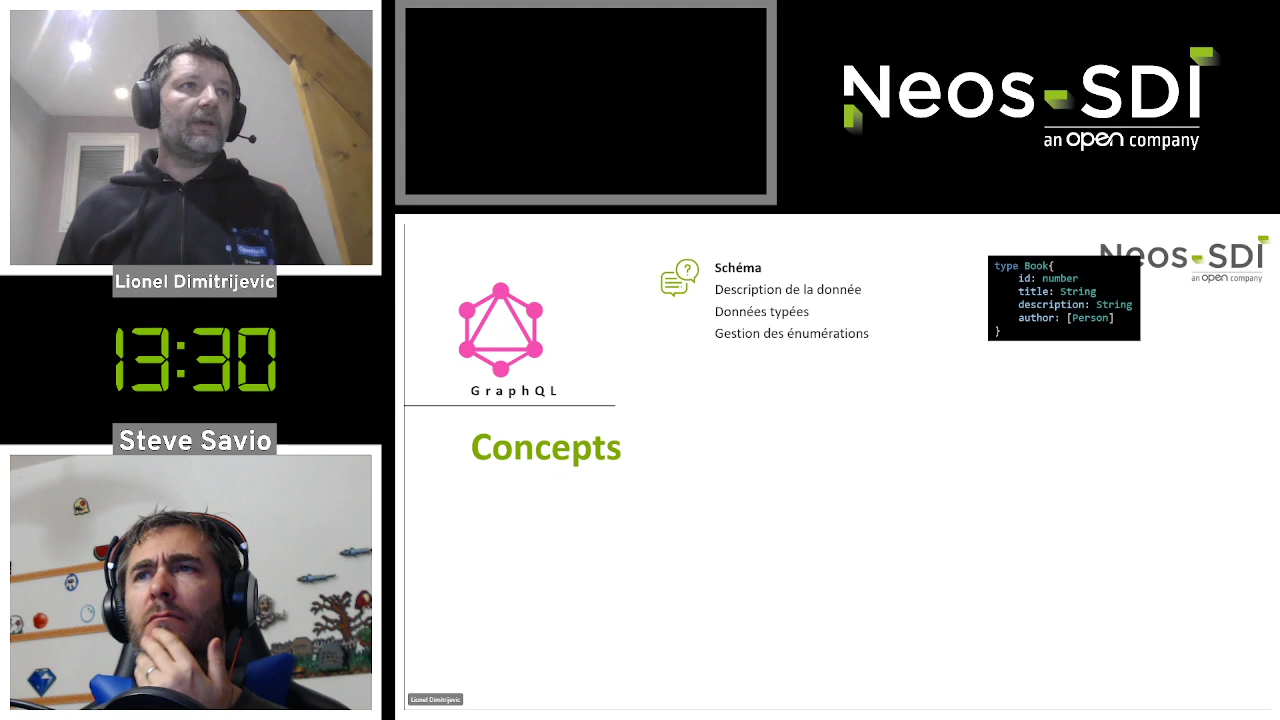 Lionel Dimitrijevic
13:30
Steve Savio
Neos-SDI
an open company
GraphQL
Concepts
Schéma
Description de la donnée
Données typées
Gestion des énumérations
Neos-SDI
an open company
type Book{
id: number
title: String
description: String
author: [Person]
}
Lionel Dimitrijevic